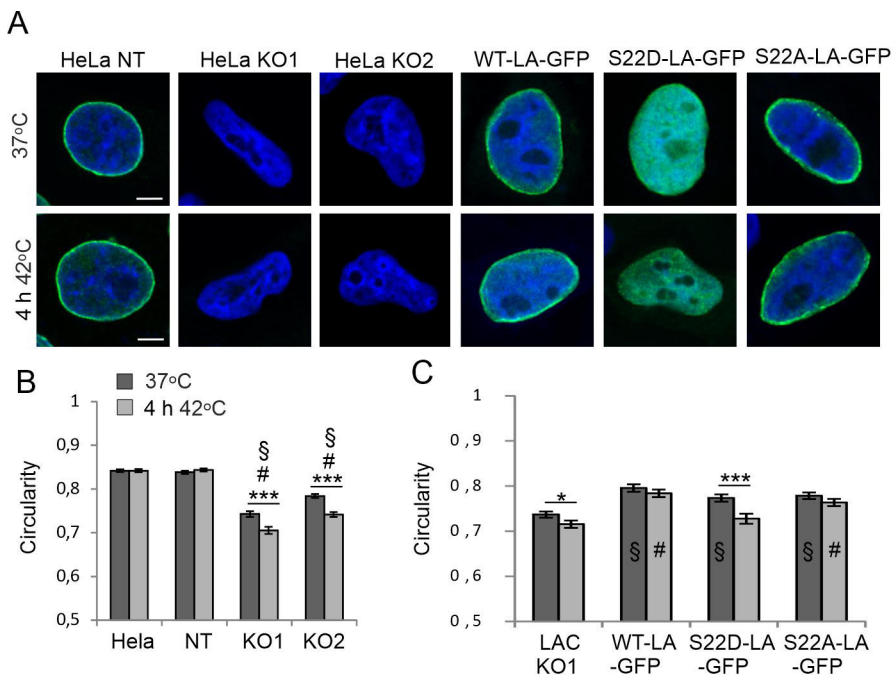 A
HeLa NT HeLa KO1 HeLa KO2 WT-LA-GFP S22D-LA-GFP S22A-LA-GFP
37°C
4 h 42°C
B
37°C
4 h 42°C
Circularity
1
0,9
0,8
0,7
0,6
0,5
§ §
# #
*** ***
Hela NT KO1 KO2
C
Circularity
1
0,9
0,8
0,7
0,6
0,5
* ***
§ # § § #
LAC WT-LA S22D-LA S22A-LA
KO1 -GFP -GFP -GFP